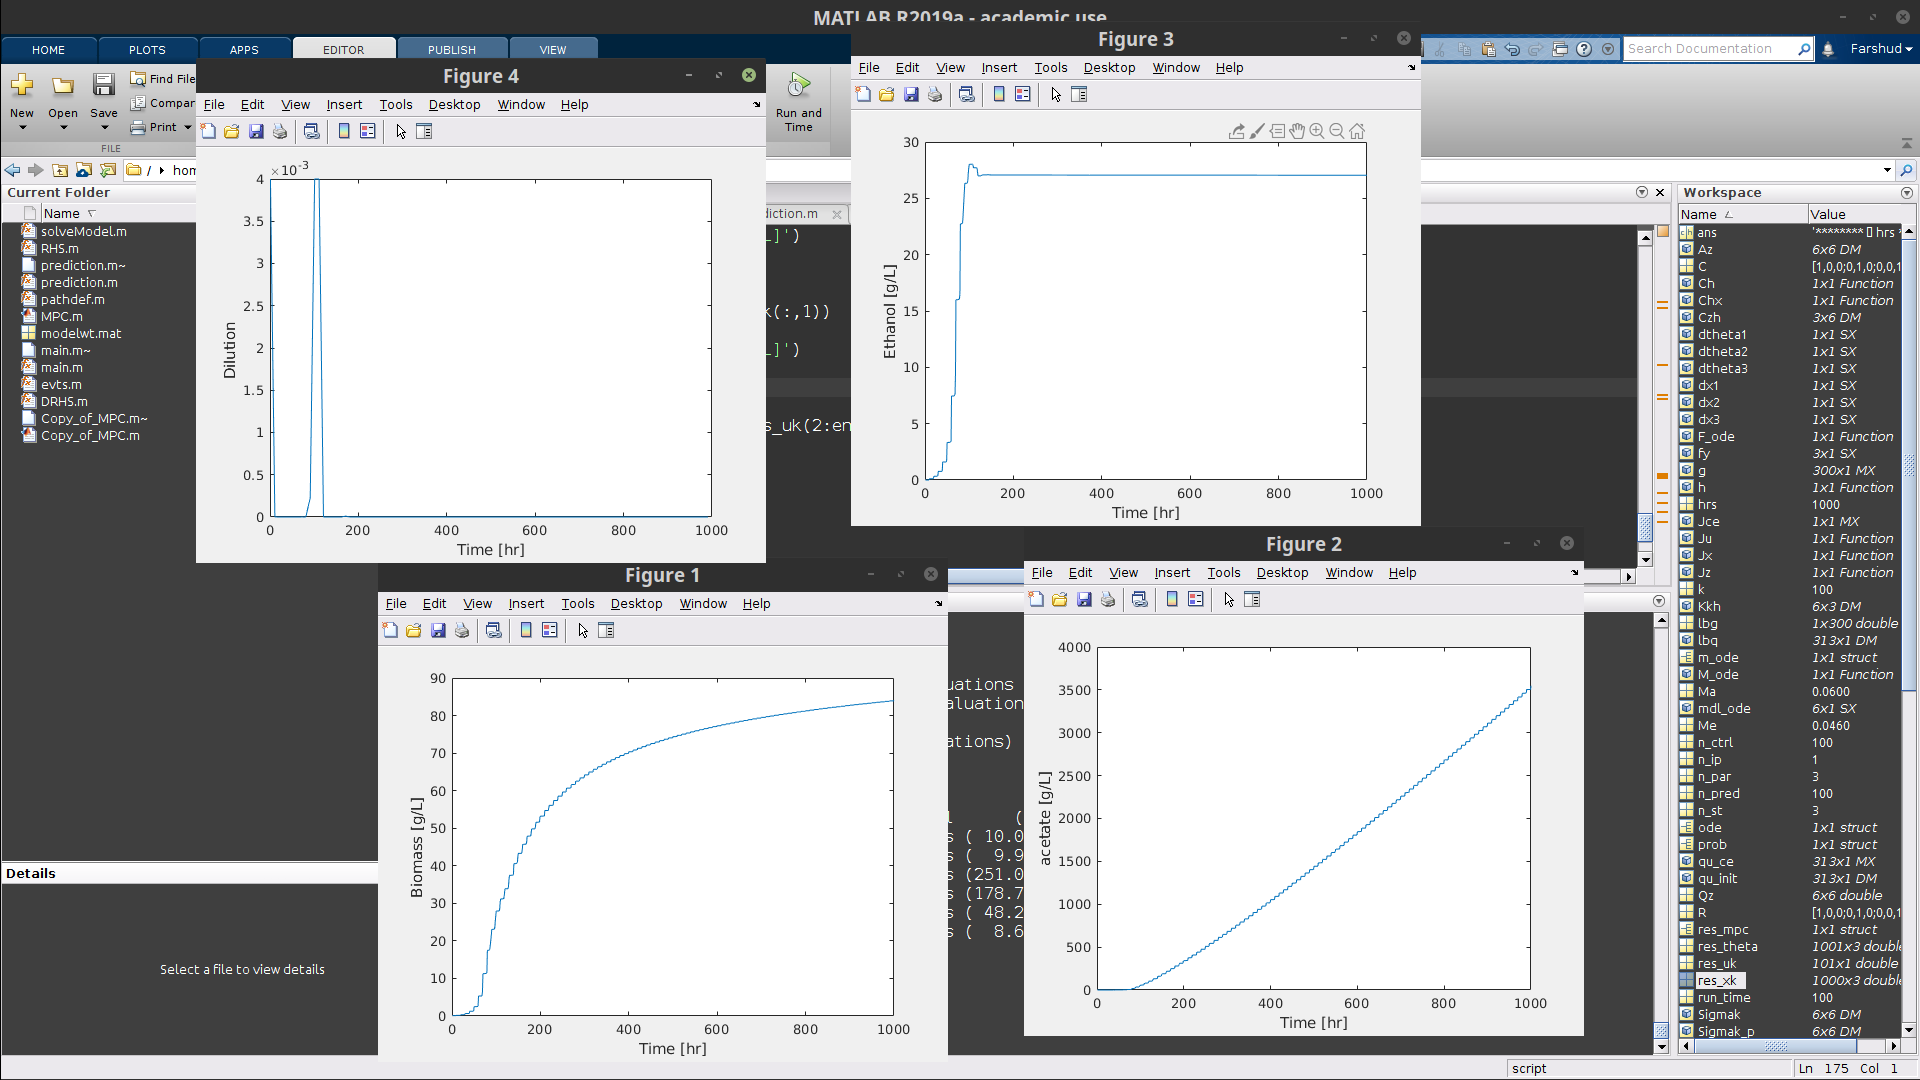 MATLAB R2019a - academic use
HOME PLOTS APPS EDITOR PUBLISH VIEW
Search Documentation
Farshud
New
Open
Save
Find File
Compar
Print
FILE
Run and
Time
/ hom
Current Folder
Name
solveModel.m
RHS.m
prediction.m~
prediction.m
pathdef.m
MPC.m
modelwt.mat
main.m~
main.m
evts.m
DRHS.m
Copy_of_MPC.m~
Copy_of_MPC.m
Details
Select a file to view details
Figure 4
File Edit View Insert Tools Desktop Window Help
×10-3
4
3.5
3
2.5
2
1.5
1
0.5
0
0 200 400 600 800 1000
Dilution
Time [hr]
Figure 3
File Edit View Insert Tools Desktop Window Help
30
25
20
15
10
5
0
0 200 400 600 800 1000
Ethanol [g/L]
Time [hr]
Figure 1
File Edit View Insert Tools Desktop Window Help
90
80
70
60
50
40
30
20
10
0
0 200 400 600 800 1000
Biomass [g/L]
Time [hr]
Figure 2
File Edit View Insert Tools Desktop Window Help
4000
3500
3000
2500
2000
1500
1000
500
0
0 200 400 600 800 1000
acetate [g/L]
Time [hr]
diction.m
_]')
k(:,1))
_]')
s_uk(2:en
uations
aluation
ations)
(
s ( 10.0
s ( 9.9
s (251.0
s (178.7
s ( 48.2
s ( 8.6
Workspace
Name Value
ans '******** hrs *
Az 6x6 DM
C [1,0,0;0,1,0;0,0,1
Ch 1x1 Function
Chx 1x1 Function
Czh 3x6 DM
dtheta1 1x1 SX
dtheta2 1x1 SX
dtheta3 1x1 SX
dx1 1x1 SX
dx2 1x1 SX
dx3 1x1 SX
F_ode 1x1 Function
fy 3x1 SX
g 300x1 MX
h 1x1 Function
hrs 1000
Jce 1x1 MX
Ju 1x1 Function
Jx 1x1 Function
Jz 1x1 Function
k 100
Kkh 6x3 DM
lbg 1x300 double
lbq 313x1 DM
m_ode 1x1 struct
M_ode 1x1 Function
Ma 0.0600
mdl_ode 6x1 SX
Me 0.0460
n_ctrl 100
n_ip 1
n_par 3
n_pred 100
n_st 3
ode 1x1 struct
prob 1x1 struct
qu_ce 313x1 MX
qu_init 313x1 DM
Qz 6x6 double
R [1,0,0;0,1,0;0,0,1
res_mpc 1x1 struct
res_theta 1001x3 double
res_uk 101x1 double
res_xk 1000x3 double
run_time 100
Sigmak 6x6 DM
Sigmak_p 6x6 DM
script
Ln 175 Col 1